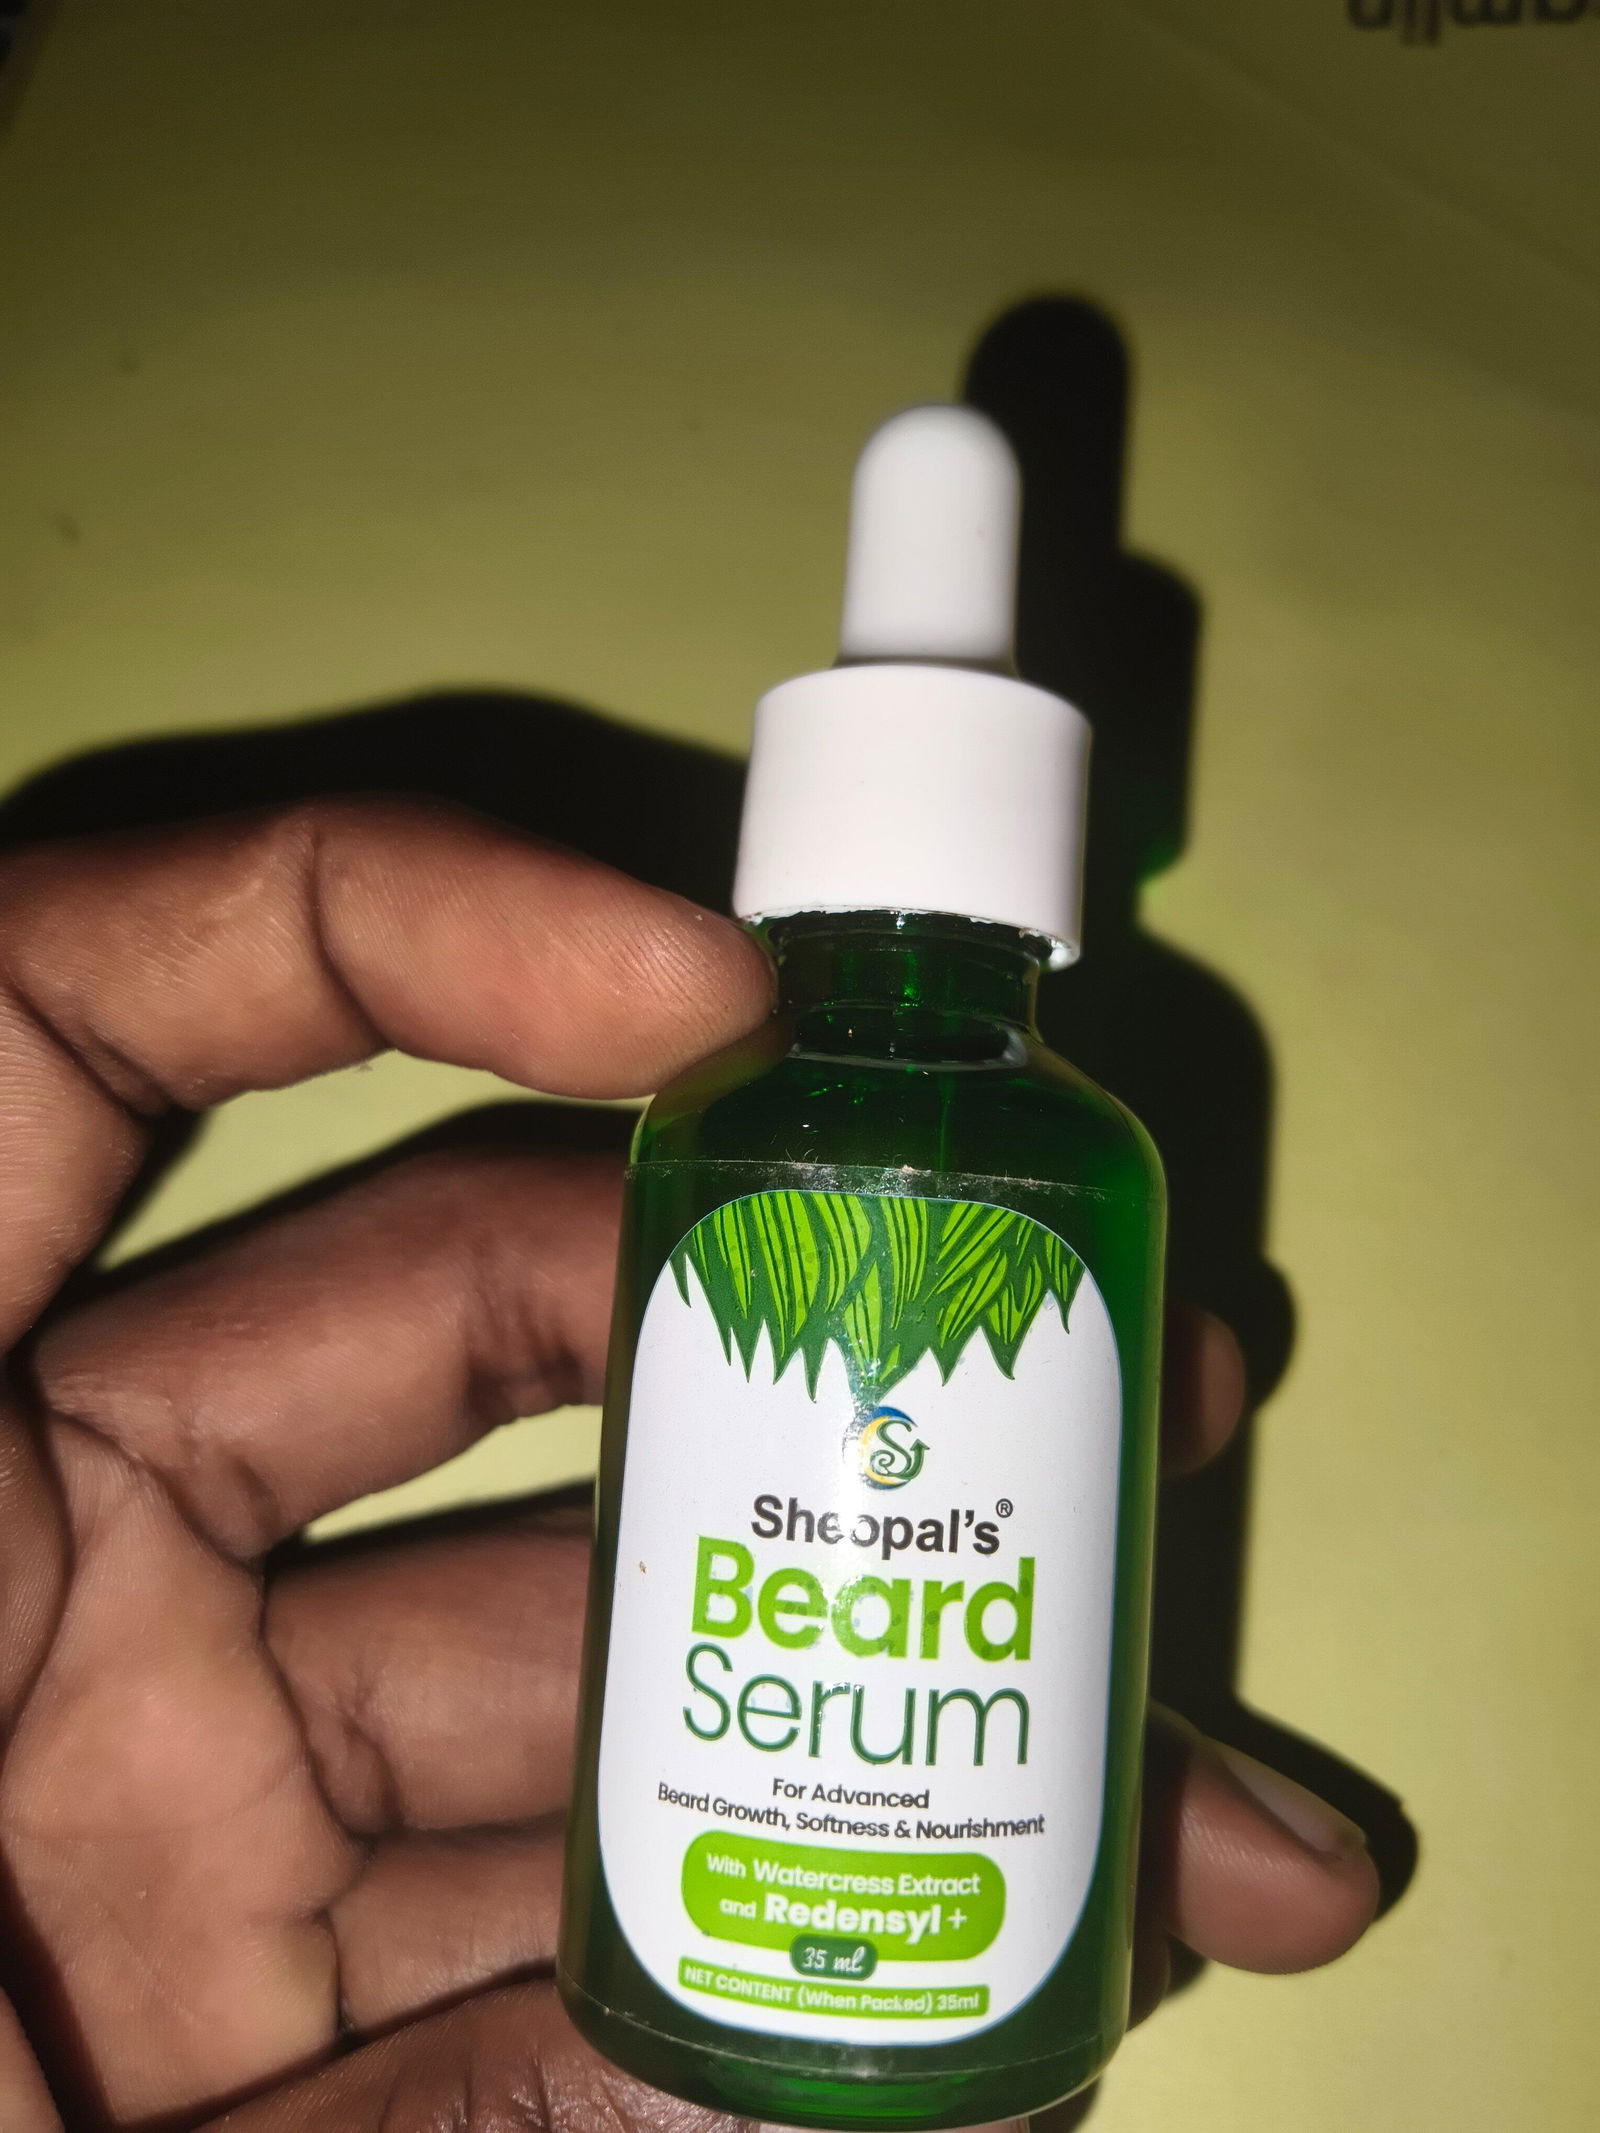 Sheopal's®
Beard
Serum
For Advanced
Beard Growth, Softness & Nourishment
With Watercress Extract
and Redensyl+
35 ml
NET CONTENT (When Packed) 35ml